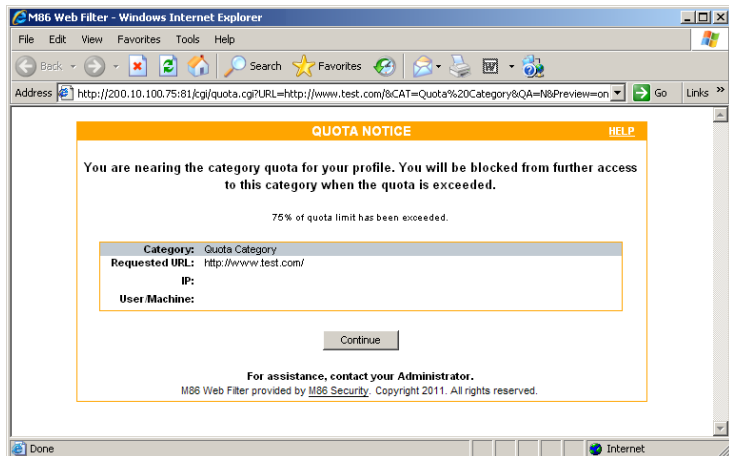 M86 Web Filter - Windows Internet Explorer
File Edit View Favorites Tools Help
Back Search Favorites
Address http://200.10.100.75:81/cgi/quota.cgi?URL=http://www.test.com/&CAT=Quota%20Category&QA=N&Preview=on Go Links »
QUOTA NOTICE HELP
You are nearing the category quota for your profile. You will be blocked from further access
to this category when the quota is exceeded.
75% of quota limit has been exceeded.
Category: Quota Category
Requested URL: http://www.test.com/
IP:
User/Machine:
Continue
For assistance, contact your Administrator.
M86 Web Filter provided by M86 Security. Copyright 2011. All rights reserved.
Done Internet